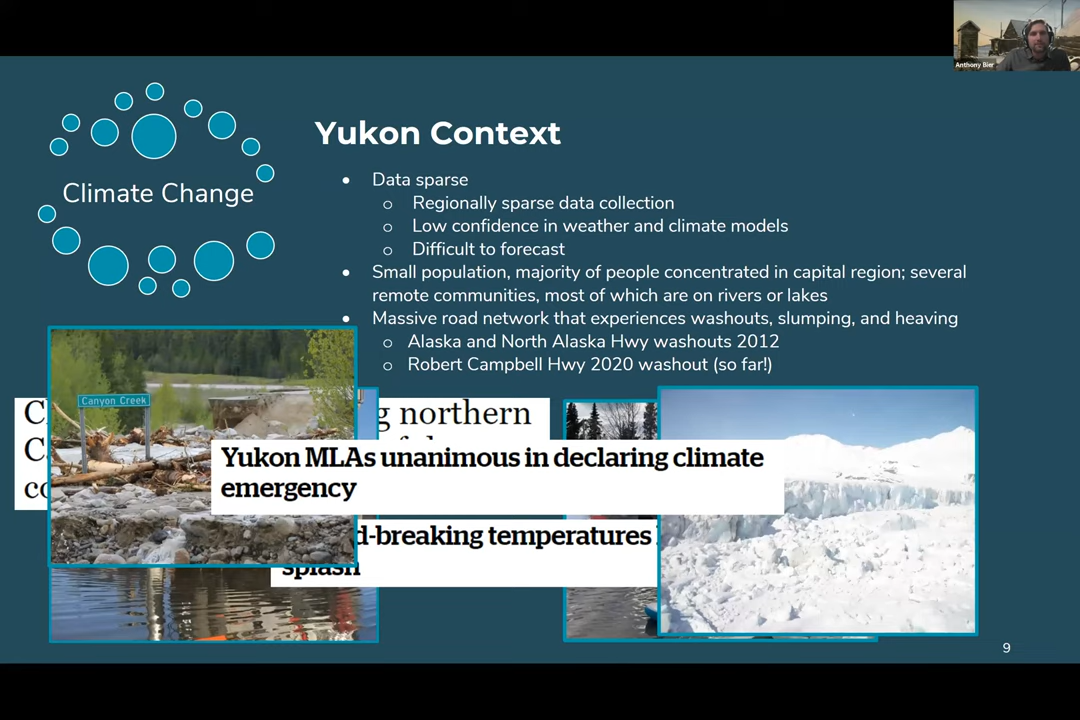 Anthony Bier
Yukon Context
Climate Change
• Data sparse
o Regionally sparse data collection
o Low confidence in weather and climate models
o Difficult to forecast
• Small population, majority of people concentrated in capital region; several
remote communities, most of which are on rivers or lakes
• Massive road network that experiences washouts, slumping, and heaving
o Alaska and North Alaska Hwy washouts 2012
o Robert Campbell Hwy 2020 washout (so far!)
Canyon Creek
g northern
Yukon MLAs unanimous in declaring climate
emergency
d-breaking temperatures
splash
9